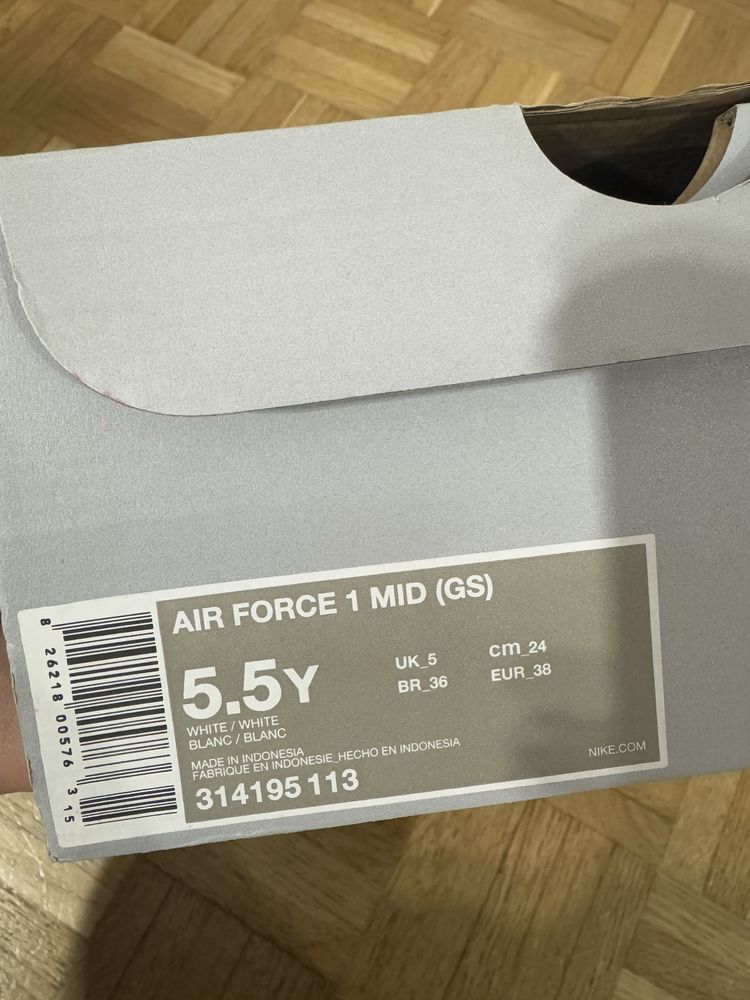 AIR FORCE 1 MID (GS)
5.5Y
UK_5 cm_24
BR_36 EUR_38
WHITE / WHITE
BLANC / BLANC
MADE IN INDONESIA
FABRIQUE EN INDONESIE_HECHO EN INDONESIA
314195 113
NIKE.COM
8 26218 00576 3 15